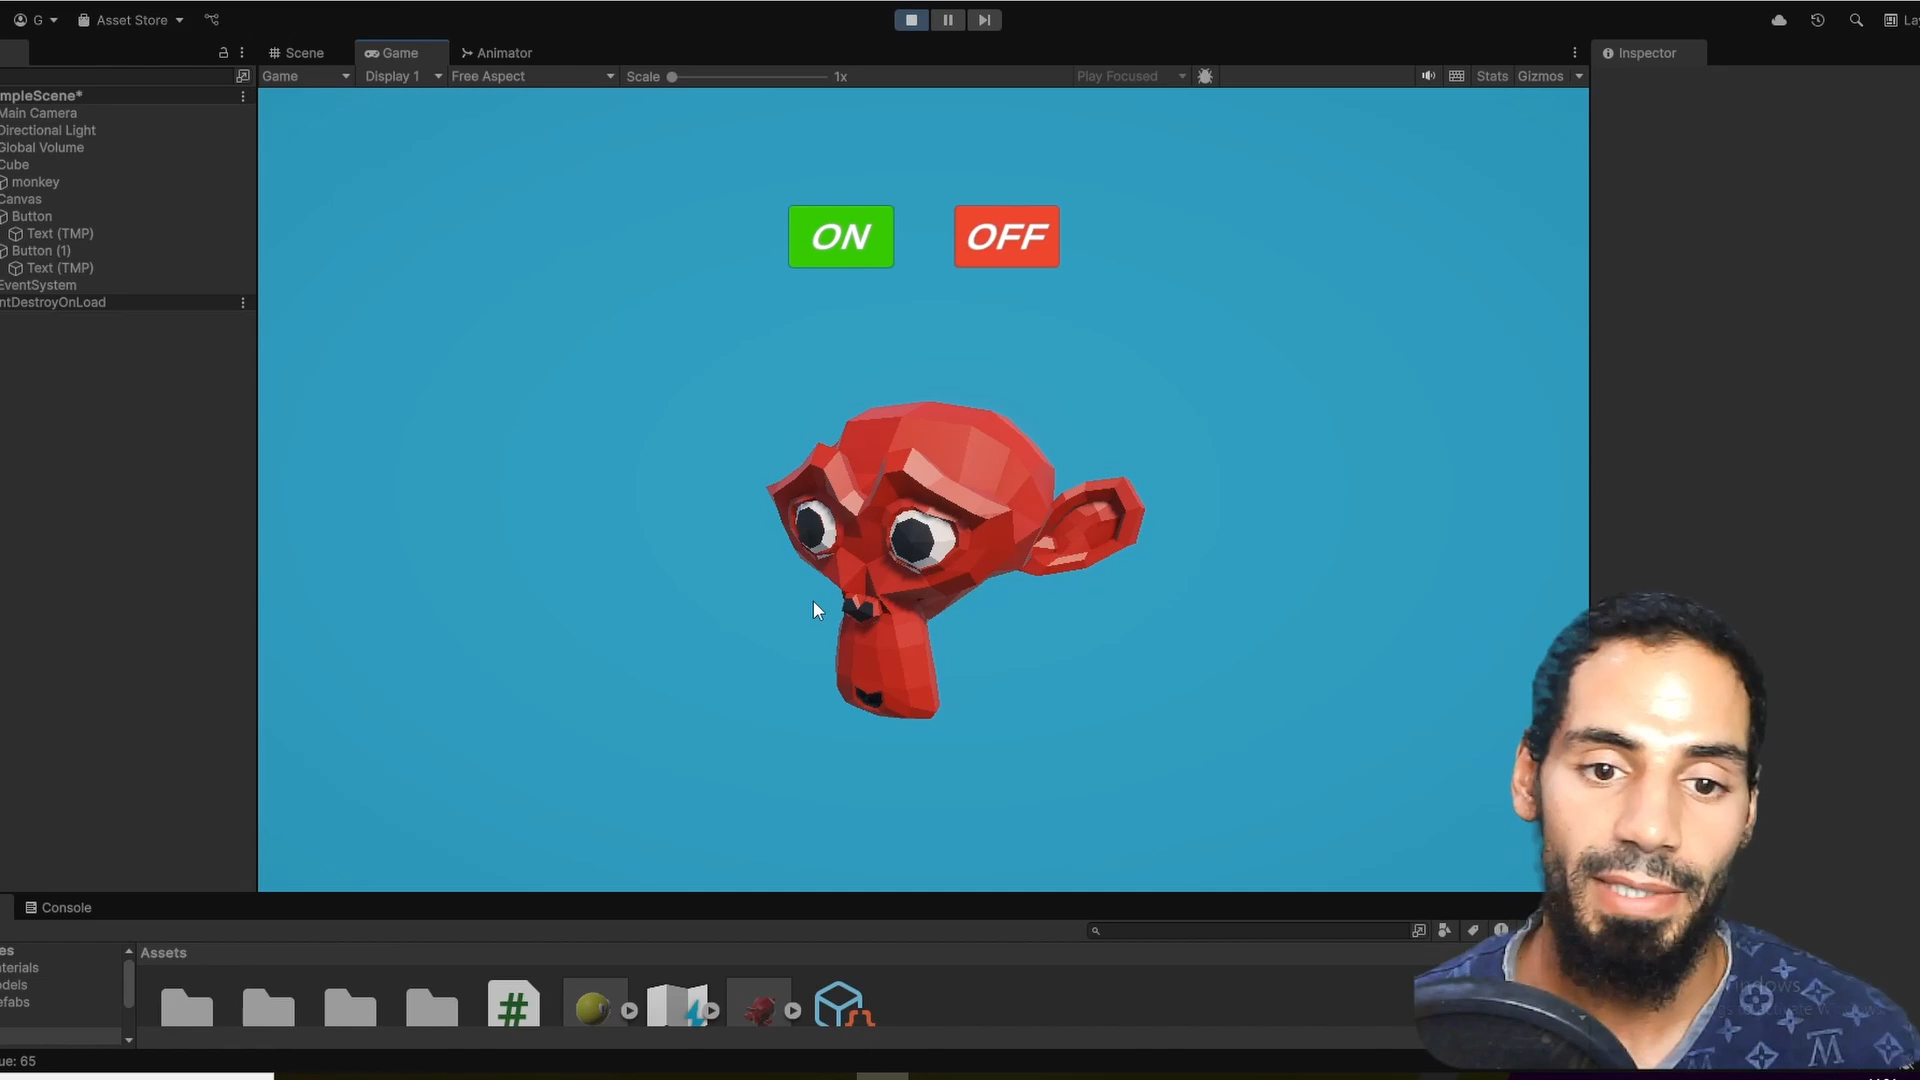 G
Asset Store
Lay
Scene
Game
Animator
Inspector
Game
Display 1
Free Aspect
Scale
1x
Play Focused
Stats
Gizmos
mpleScene*
Main Camera
Directional Light
Global Volume
Cube
monkey
Canvas
Button
Text (TMP)
Button (1)
Text (TMP)
EventSystem
ntDestroyOnLoad
ON
OFF
Console
es
Assets
terials
dels
efabs
#
ue: 65